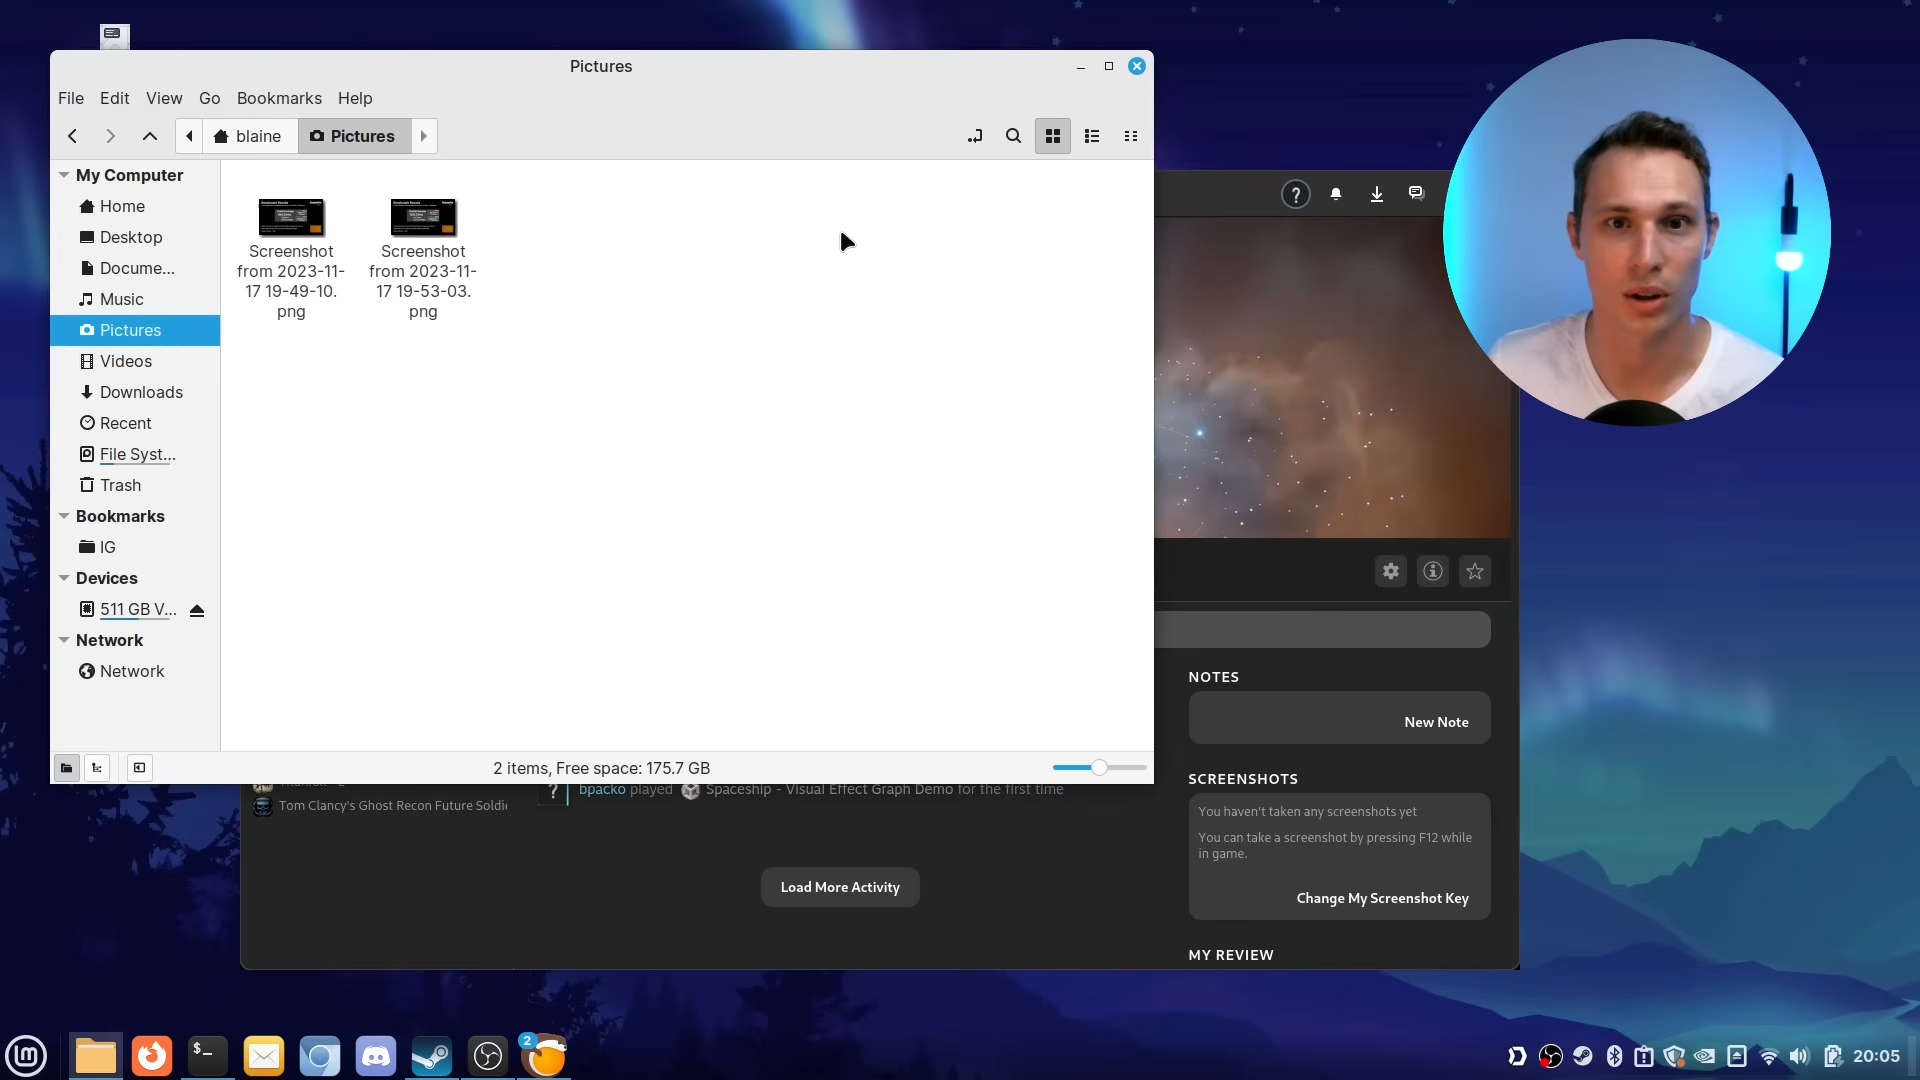 Pictures
File Edit View Go Bookmarks Help
blaine Pictures
My Computer
Home
Desktop
Docume...
Music
Pictures
Videos
Downloads
Recent
File Syst...
Trash
Bookmarks
IG
Devices
511 GB V...
Network
Network
Screenshot
from 2023-11-
17 19-49-10.
png
Screenshot
from 2023-11-
17 19-53-03.
png
2 items, Free space: 175.7 GB
Tom Clancy's Ghost Recon Future Soldie
bpacko played Spaceship - Visual Effect Graph Demo for the first time
Load More Activity
NOTES
New Note
SCREENSHOTS
You haven't taken any screenshots yet
You can take a screenshot by pressing F12 while
in game.
Change My Screenshot Key
MY REVIEW
2
20:05